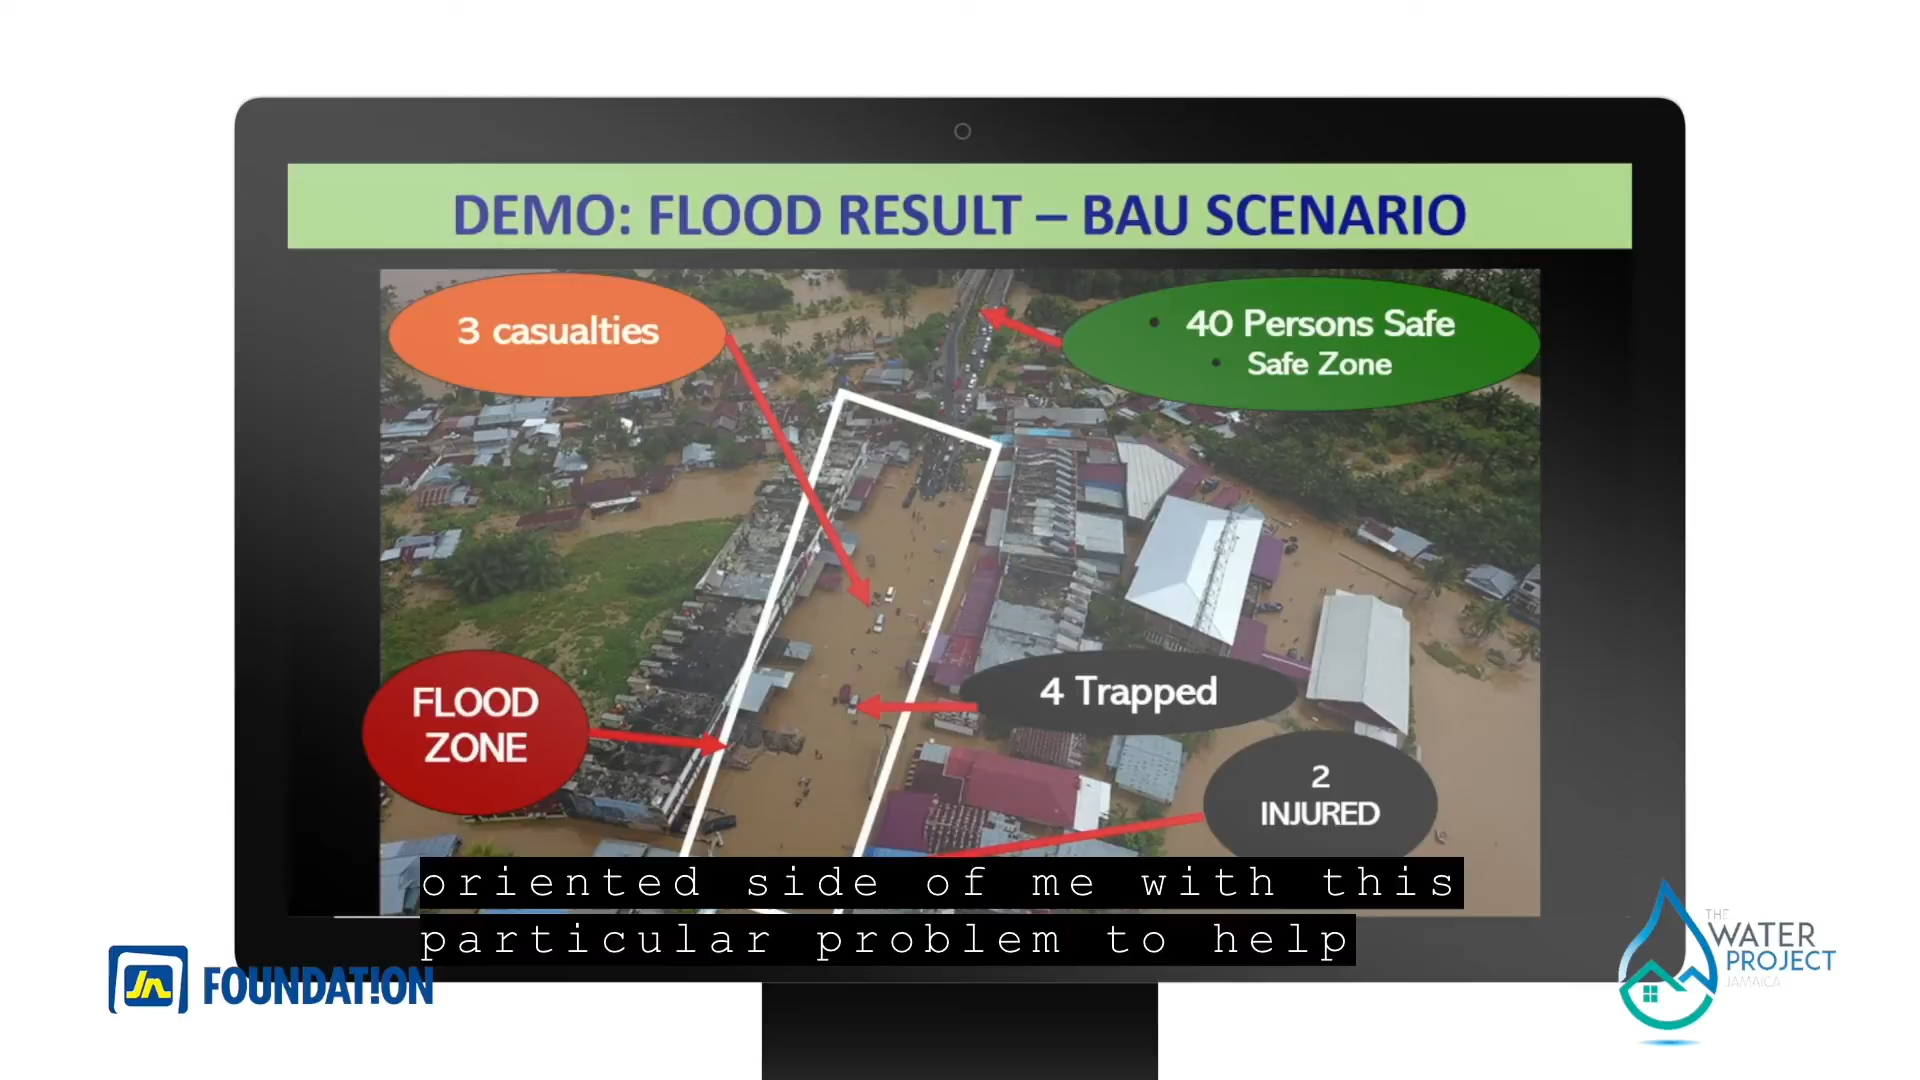 DEMO: FLOOD RESULT – BAU SCENARIO
3 casualties
• 40 Persons Safe
• Safe Zone
FLOOD
ZONE
4 Trapped
2
INJURED
oriented side of me with this
particular problem to help
JN FOUNDATION
THE
WATER
PROJECT
JAMAICA